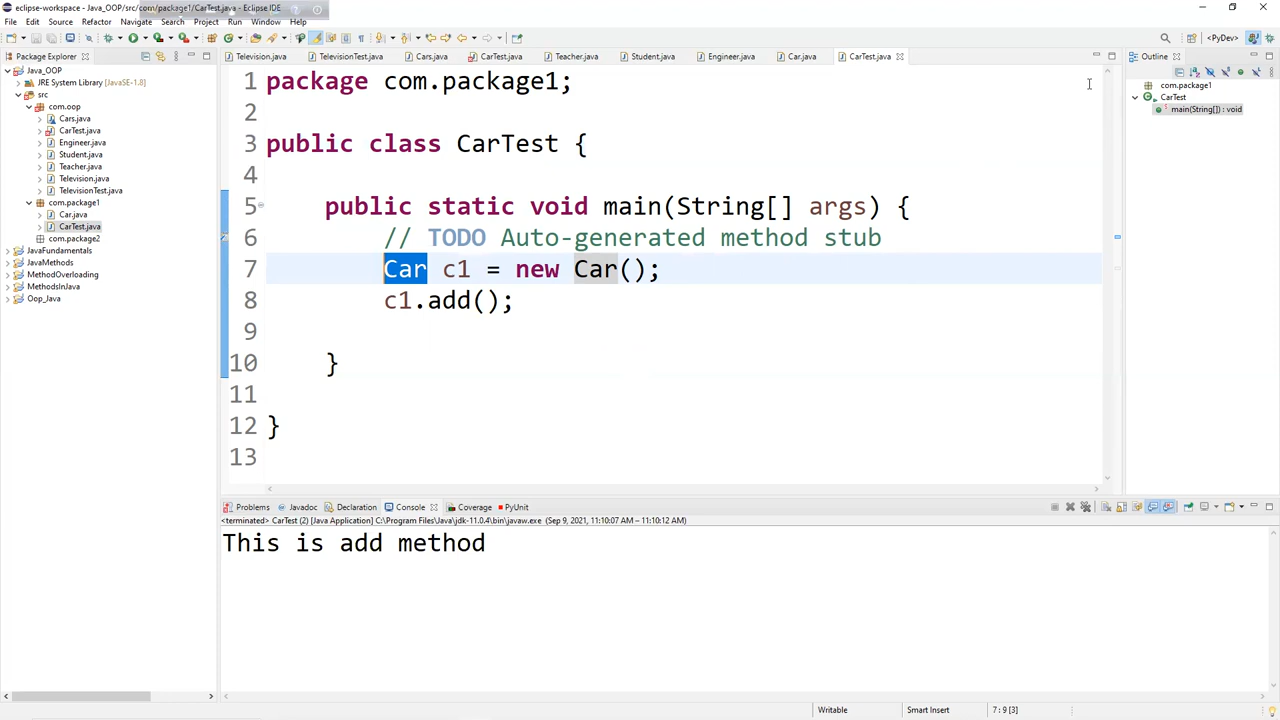 eclipse-workspace - Java_OOP/src/com/package1/CarTest.java - Eclipse IDE
File Edit Source Refactor Navigate Search Project Run Window Help
<PyDev>
Package Explorer
Television.java TelevisionTest.java Cars.java CarTest.java Teacher.java Student.java Engineer.java Car.java CarTest.java
Outline
Java_OOP
JRE System Library [JavaSE-1.8]
src
com.oop
Cars.java
CarTest.java
Engineer.java
Student.java
Teacher.java
Television.java
TelevisionTest.java
com.package1
Car.java
CarTest.java
com.package2
JavaFundamentals
JavaMethods
MethodOverloading
MethodsInJava
Oop_Java
1 package com.package1;
2
3 public class CarTest {
4
5 public static void main(String[] args) {
6 // TODO Auto-generated method stub
7 Car c1 = new Car();
8 c1.add();
9
10 }
11
12 }
13
com.package1
CarTest
main(String[]) : void
Problems Javadoc Declaration Console Coverage PyUnit
<terminated> CarTest (2) [Java Application] C:\Program Files\Java\jdk-11.0.4\bin\javaw.exe (Sep 9, 2021, 11:10:07 AM – 11:10:12 AM)
This is add method
Writable Smart Insert 7 : 9 [3]